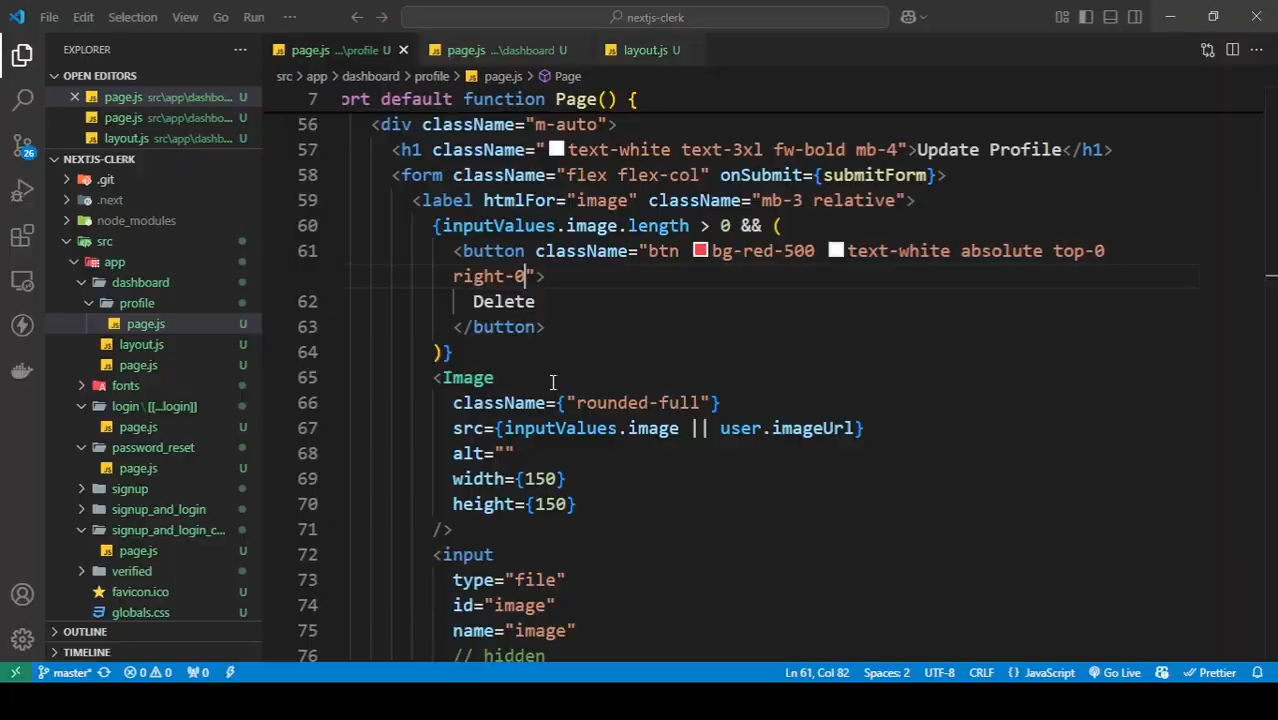 File Edit Selection View Go Run ··· nextjs-clerk
EXPLORER ···
page.js ...\profile U
page.js ...\dashboard U
layout.js U
OPEN EDITORS
page.js src\app\dashbo... U
page.js src\app\dashbo... U
layout.js src\app\dashb... U
NEXTJS-CLERK
.git
.next
node_modules
src
app
dashboard
profile
page.js U
layout.js U
page.js U
fonts
login \ [[...login]]
page.js U
password_reset
page.js U
signup
signup_and_login
signup_and_login_c...
page.js U
verified
favicon.ico U
globals.css U
OUTLINE
TIMELINE
26
src > app > dashboard > profile > page.js > Page
7 ort default function Page() {
56 <div className="m-auto">
57 <h1 className="text-white text-3xl fw-bold mb-4">Update Profile</h1>
58 <form className="flex flex-col" onSubmit={submitForm}>
59 <label htmlFor="image" className="mb-3 relative">
60 {inputValues.image.length > 0 && (
61 <button className="btn bg-red-500 text-white absolute top-0
right-0">
62 Delete
63 </button>
64 )}
65 <Image
66 className={"rounded-full"}
67 src={inputValues.image || user.imageUrl}
68 alt=""
69 width={150}
70 height={150}
71 />
72 <input
73 type="file"
74 id="image"
75 name="image"
76 // hidden
master* 0 0 0 Ln 61, Col 82 Spaces: 2 UTF-8 CRLF {} JavaScript Go Live Prettier